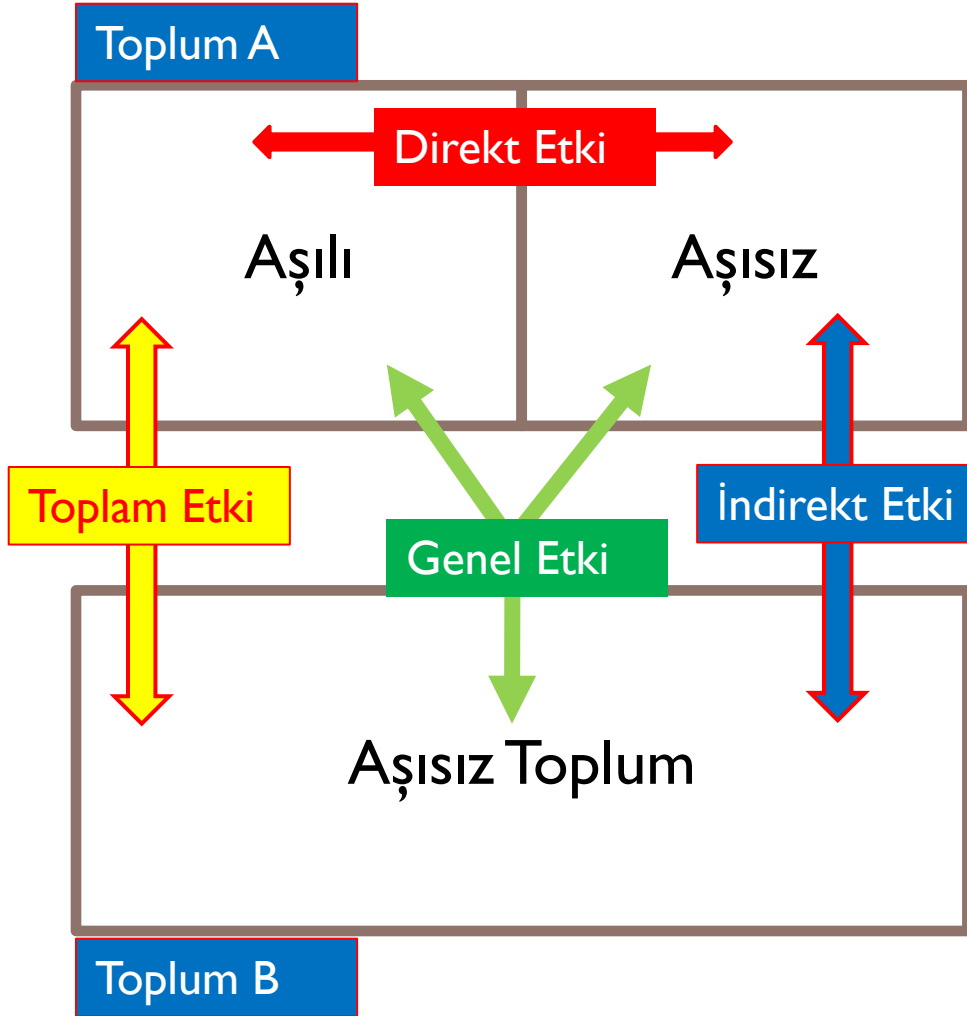 Toplum A
Direkt Etki
Aşılı
Aşısız
Toplam Etki
İndirekt Etki
Genel Etki
Aşısız Toplum
Toplum B